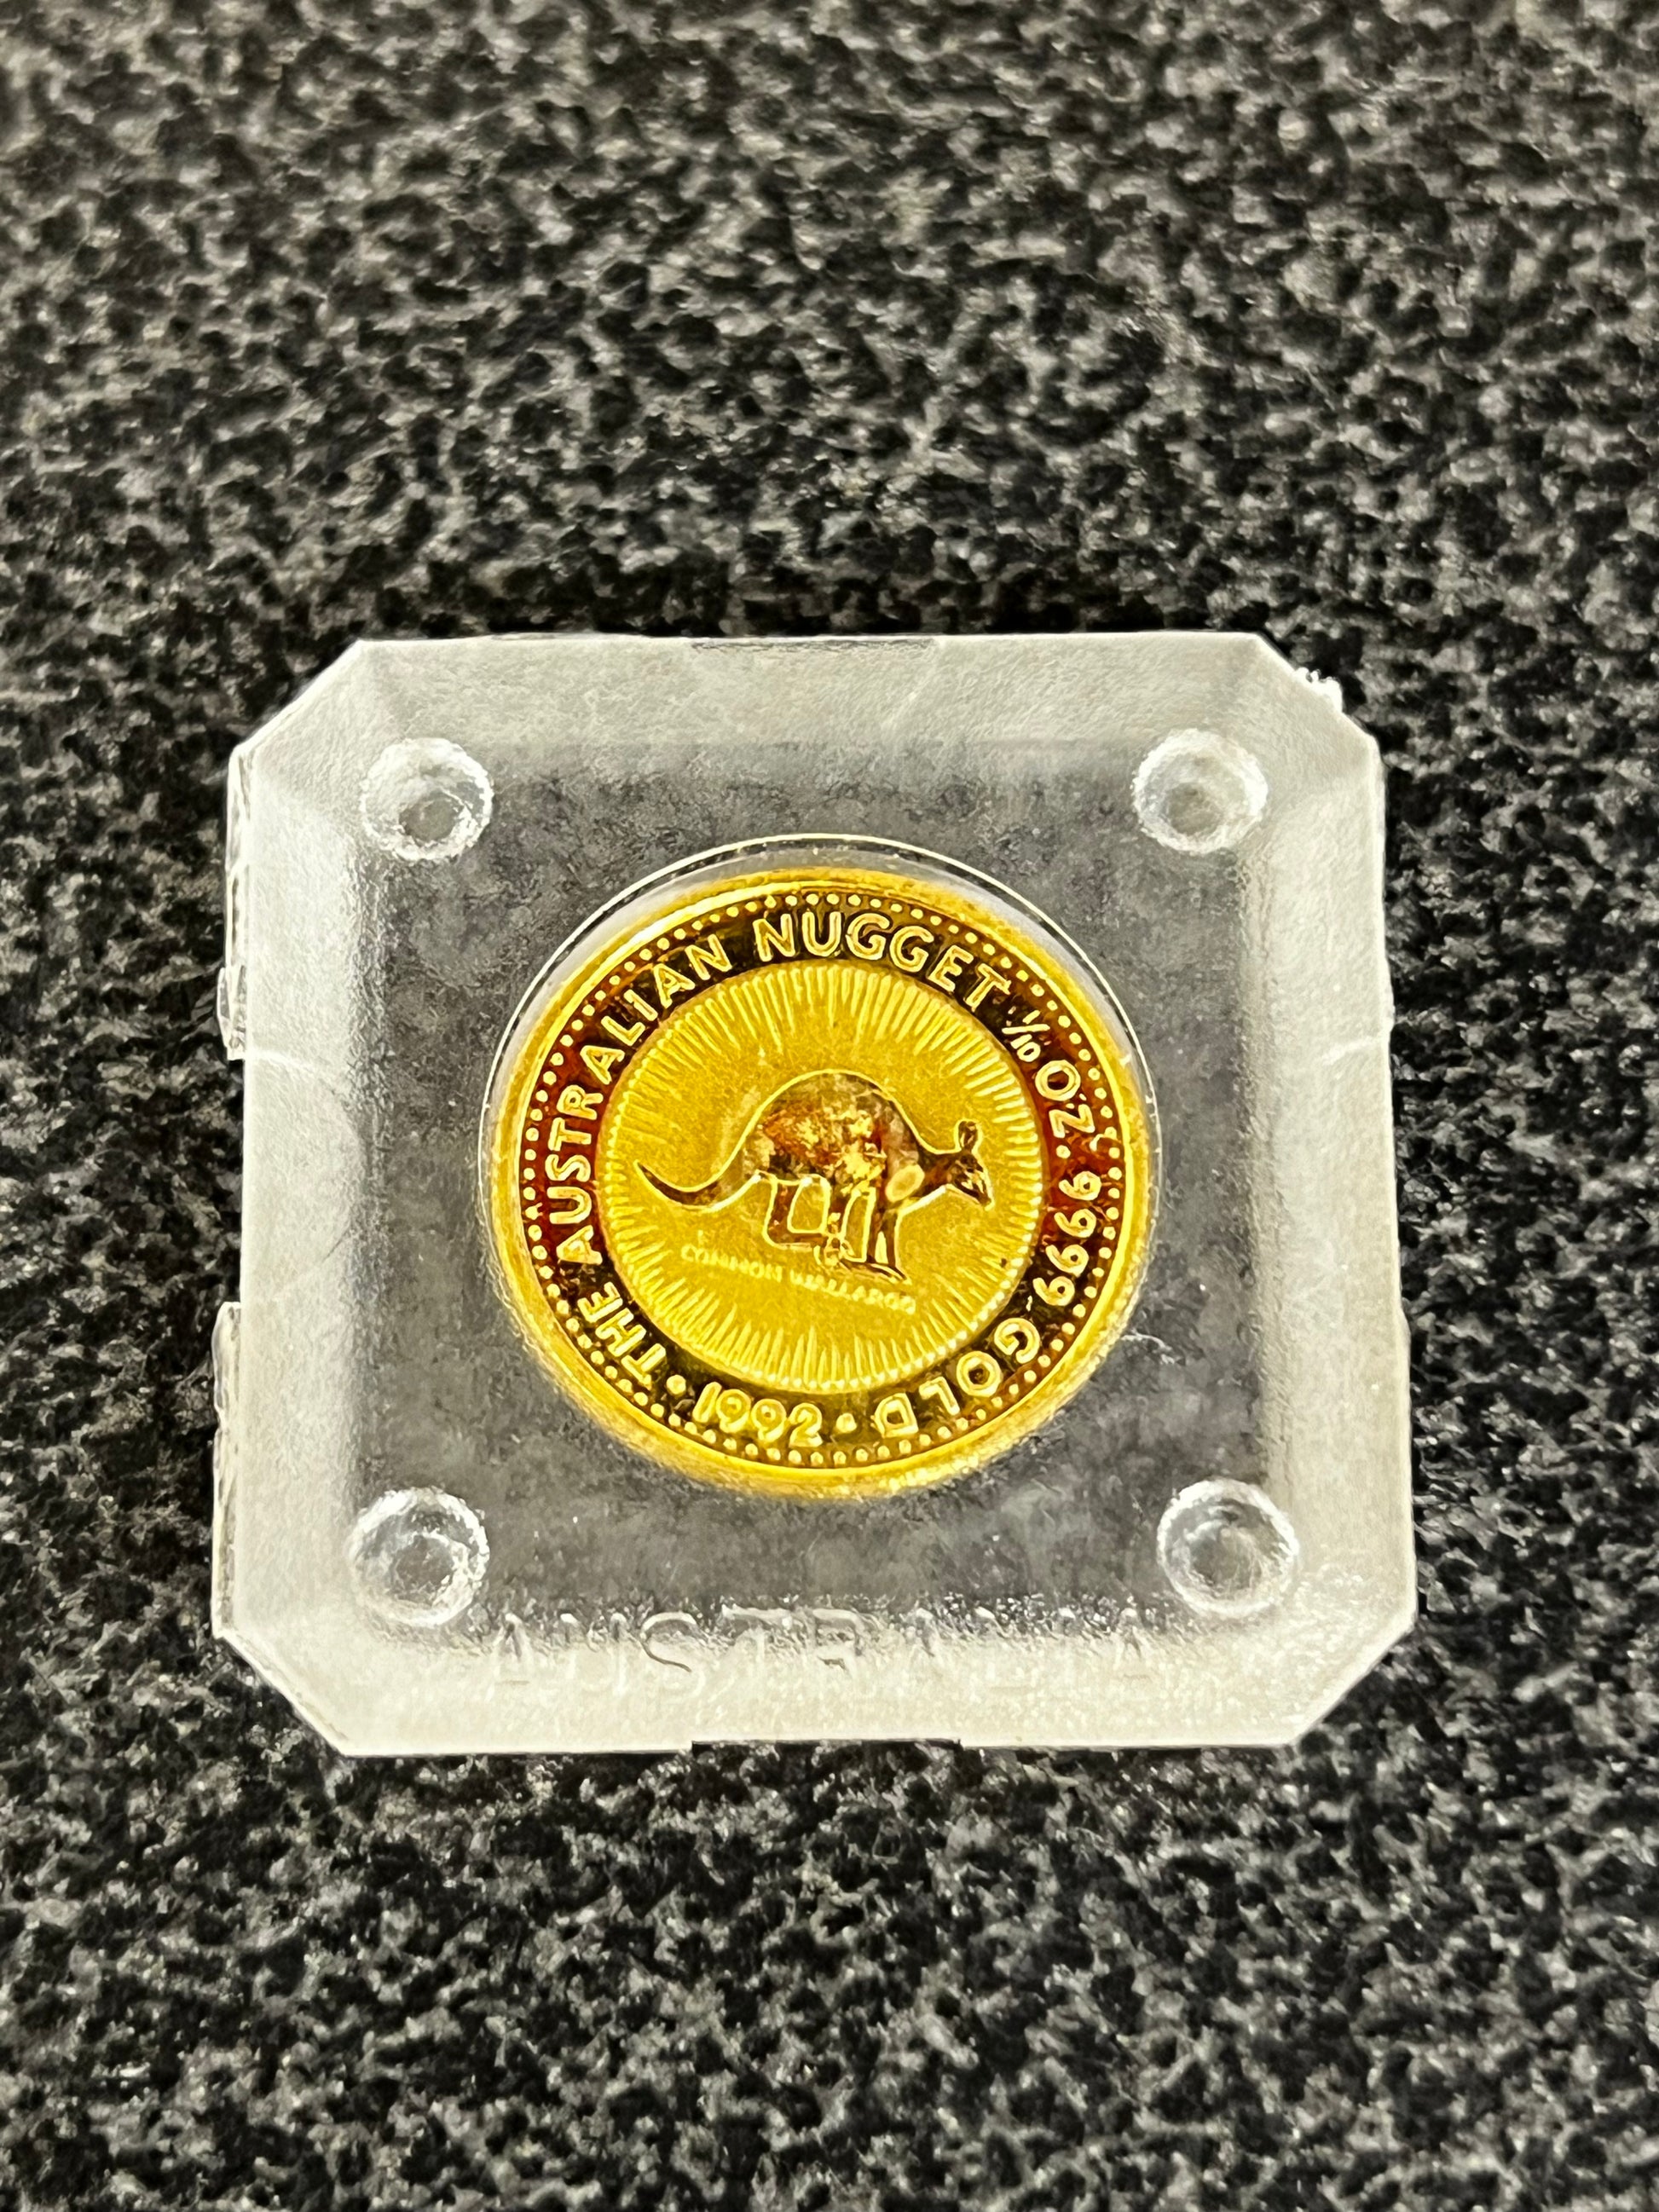 THE AUSTRALIAN NUGGET 1/10 OZ. 9999 GOLD • 1992 •
COMMON WALLAROO
AUSTRALIA